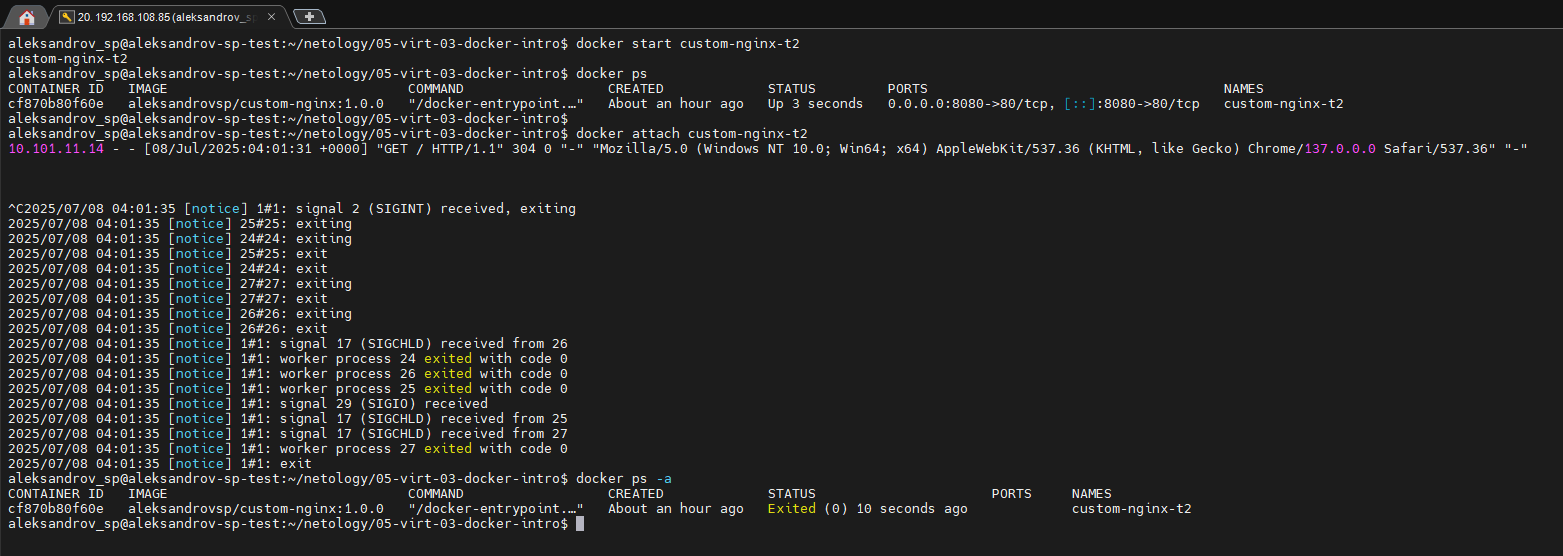 20. 192.168.108.85 (aleksandrov_s
aleksandrov_sp@aleksandrov-sp-test:~/netology/05-virt-03-docker-intro$ docker start custom-nginx-t2
custom-nginx-t2
aleksandrov_sp@aleksandrov-sp-test:~/netology/05-virt-03-docker-intro$ docker ps
CONTAINER ID   IMAGE                              COMMAND                  CREATED             STATUS         PORTS                                     NAMES
cf870b80f60e   aleksandrovsp/custom-nginx:1.0.0   "/docker-entrypoint.…"   About an hour ago   Up 3 seconds   0.0.0.0:8080->80/tcp, [::]:8080->80/tcp   custom-nginx-t2
aleksandrov_sp@aleksandrov-sp-test:~/netology/05-virt-03-docker-intro$
aleksandrov_sp@aleksandrov-sp-test:~/netology/05-virt-03-docker-intro$ docker attach custom-nginx-t2
10.101.11.14 - - [08/Jul/2025:04:01:31 +0000] "GET / HTTP/1.1" 304 0 "-" "Mozilla/5.0 (Windows NT 10.0; Win64; x64) AppleWebKit/537.36 (KHTML, like Gecko) Chrome/137.0.0.0 Safari/537.36" "-"
^C2025/07/08 04:01:35 [notice] 1#1: signal 2 (SIGINT) received, exiting
2025/07/08 04:01:35 [notice] 25#25: exiting
2025/07/08 04:01:35 [notice] 24#24: exiting
2025/07/08 04:01:35 [notice] 25#25: exit
2025/07/08 04:01:35 [notice] 24#24: exit
2025/07/08 04:01:35 [notice] 27#27: exiting
2025/07/08 04:01:35 [notice] 27#27: exit
2025/07/08 04:01:35 [notice] 26#26: exiting
2025/07/08 04:01:35 [notice] 26#26: exit
2025/07/08 04:01:35 [notice] 1#1: signal 17 (SIGCHLD) received from 26
2025/07/08 04:01:35 [notice] 1#1: worker process 24 exited with code 0
2025/07/08 04:01:35 [notice] 1#1: worker process 26 exited with code 0
2025/07/08 04:01:35 [notice] 1#1: worker process 25 exited with code 0
2025/07/08 04:01:35 [notice] 1#1: signal 29 (SIGIO) received
2025/07/08 04:01:35 [notice] 1#1: signal 17 (SIGCHLD) received from 25
2025/07/08 04:01:35 [notice] 1#1: signal 17 (SIGCHLD) received from 27
2025/07/08 04:01:35 [notice] 1#1: worker process 27 exited with code 0
2025/07/08 04:01:35 [notice] 1#1: exit
aleksandrov_sp@aleksandrov-sp-test:~/netology/05-virt-03-docker-intro$ docker ps -a
CONTAINER ID   IMAGE                              COMMAND                  CREATED             STATUS                      PORTS     NAMES
cf870b80f60e   aleksandrovsp/custom-nginx:1.0.0   "/docker-entrypoint.…"   About an hour ago   Exited (0) 10 seconds ago             custom-nginx-t2
aleksandrov_sp@aleksandrov-sp-test:~/netology/05-virt-03-docker-intro$